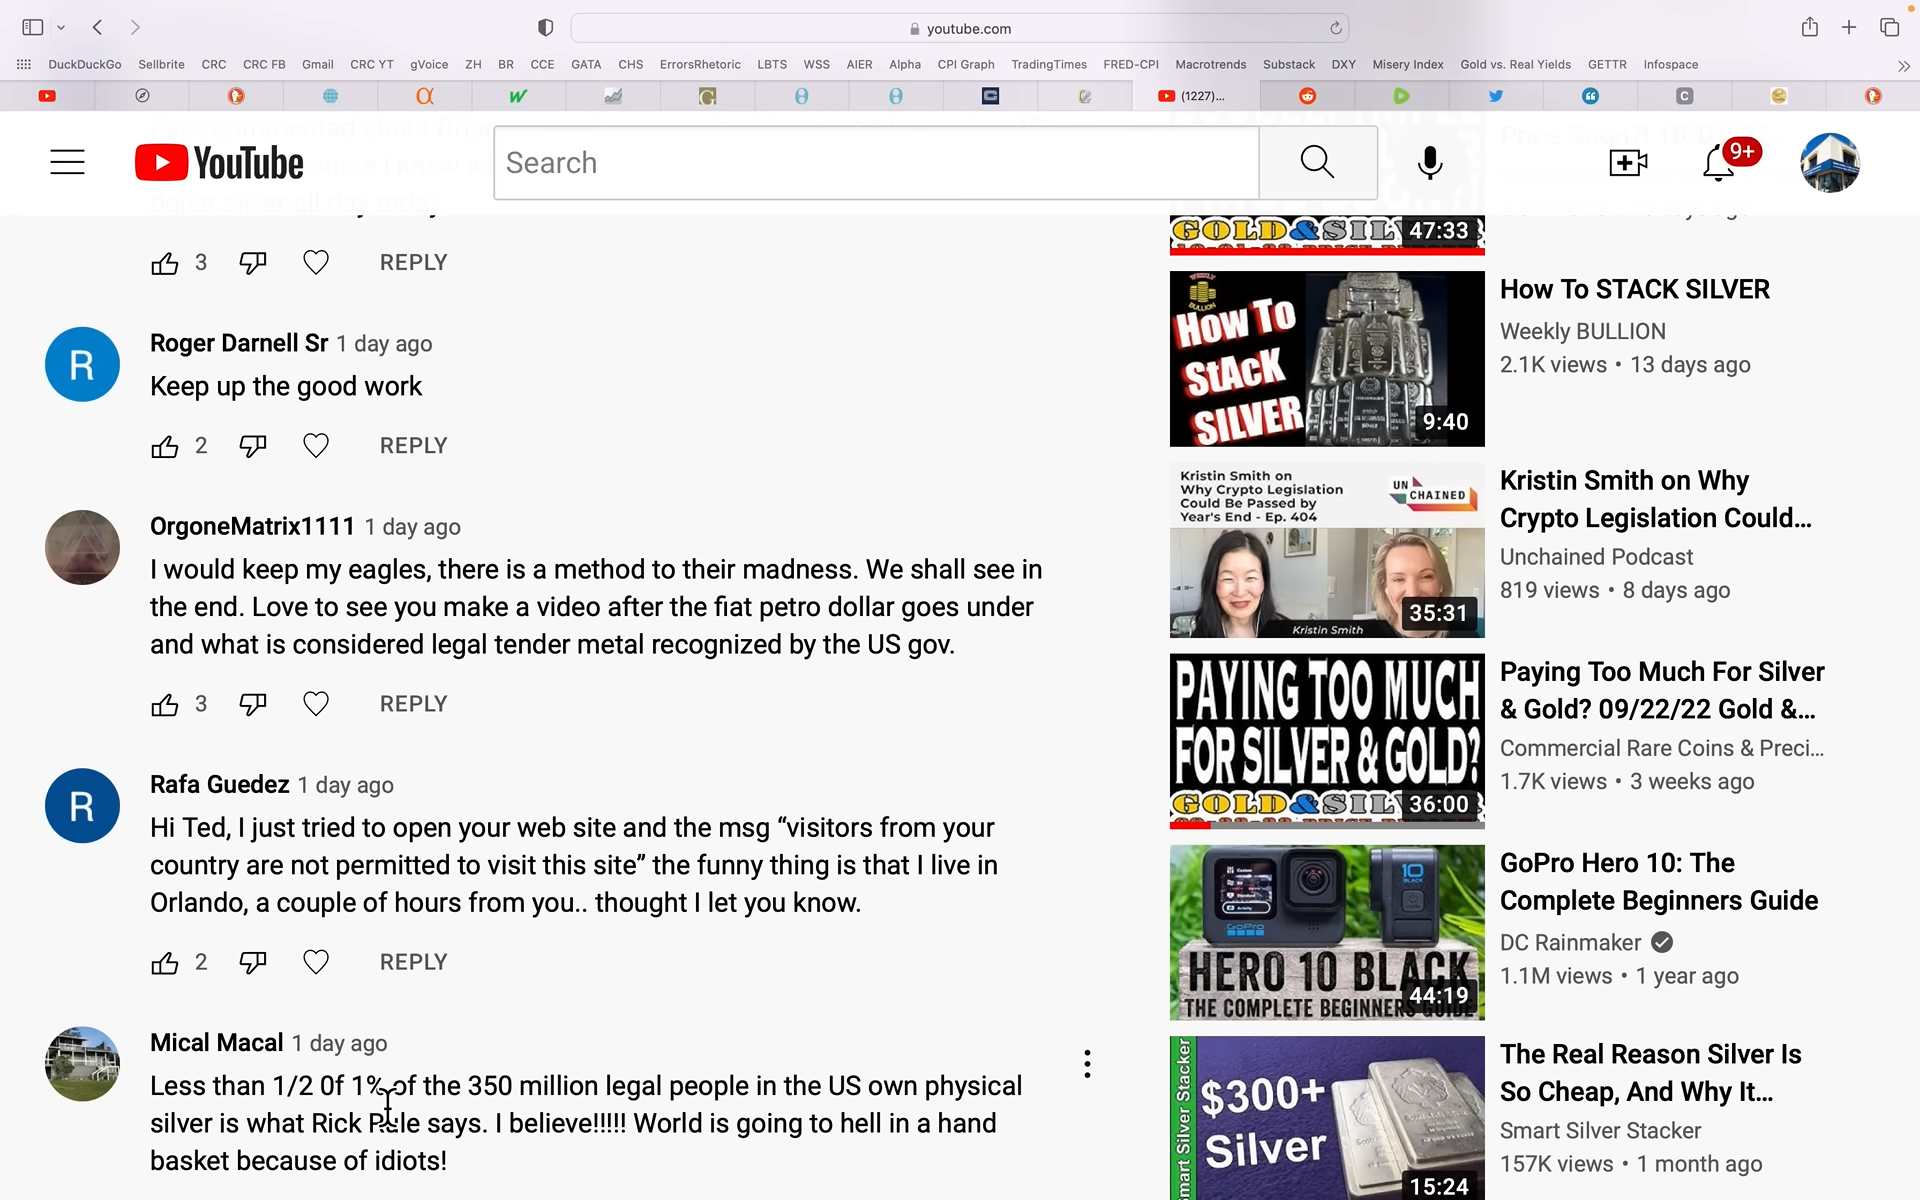 youtube.com
DuckDuckGo Sellbrite CRC CRC FB Gmail CRC YT gVoice ZH BR CCE GATA CHS ErrorsRhetoric LBTS WSS AIER Alpha CPI Graph TradingTimes FRED-CPI Macrotrends Substack DXY Misery Index Gold vs. Real Yields GETTR Infospace
(1227)...
YouTube
Search
9+
3 REPLY
Roger Darnell Sr 1 day ago
Keep up the good work
2 REPLY
OrgoneMatrix1111 1 day ago
I would keep my eagles, there is a method to their madness. We shall see in
the end. Love to see you make a video after the fiat petro dollar goes under
and what is considered legal tender metal recognized by the US gov.
3 REPLY
Rafa Guedez 1 day ago
Hi Ted, I just tried to open your web site and the msg “visitors from your
country are not permitted to visit this site” the funny thing is that I live in
Orlando, a couple of hours from you.. thought I let you know.
2 REPLY
Mical Macal 1 day ago
Less than 1/2 0f 1% of the 350 million legal people in the US own physical
silver is what Rick Rule says. I believe!!!!! World is going to hell in a hand
basket because of idiots!
GOLD&SIL
47:33
WEEKLY
BULLION
How To
StAcK
SILVER
9:40
How To STACK SILVER
Weekly BULLION
2.1K views • 13 days ago
Kristin Smith on
Why Crypto Legislation
Could Be Passed by
Year's End - Ep. 404
UN
CHAINED
Kristin Smith
35:31
Kristin Smith on Why
Crypto Legislation Could...
Unchained Podcast
819 views • 8 days ago
PAYING TOO MUCH
FOR SILVER & GOLD?
GOLD&SIL
36:00
Paying Too Much For Silver
& Gold? 09/22/22 Gold &...
Commercial Rare Coins & Preci...
1.7K views • 3 weeks ago
10
BLACK
GoPro
HERO 10 BLACK
THE COMPLETE BEGINNERS GUIDE
44:19
GoPro Hero 10: The
Complete Beginners Guide
DC Rainmaker
1.1M views • 1 year ago
Smart Silver Stacker
$300+
Silver
15:24
The Real Reason Silver Is
So Cheap, And Why It...
Smart Silver Stacker
157K views • 1 month ago